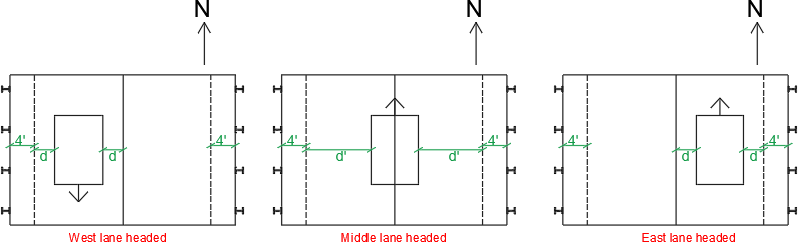 N
N
N
4'
d'
d'
4'
4'
d"
d"
4'
4'
d'
d'
4'
West lane headed
Middle lane headed
East lane headed